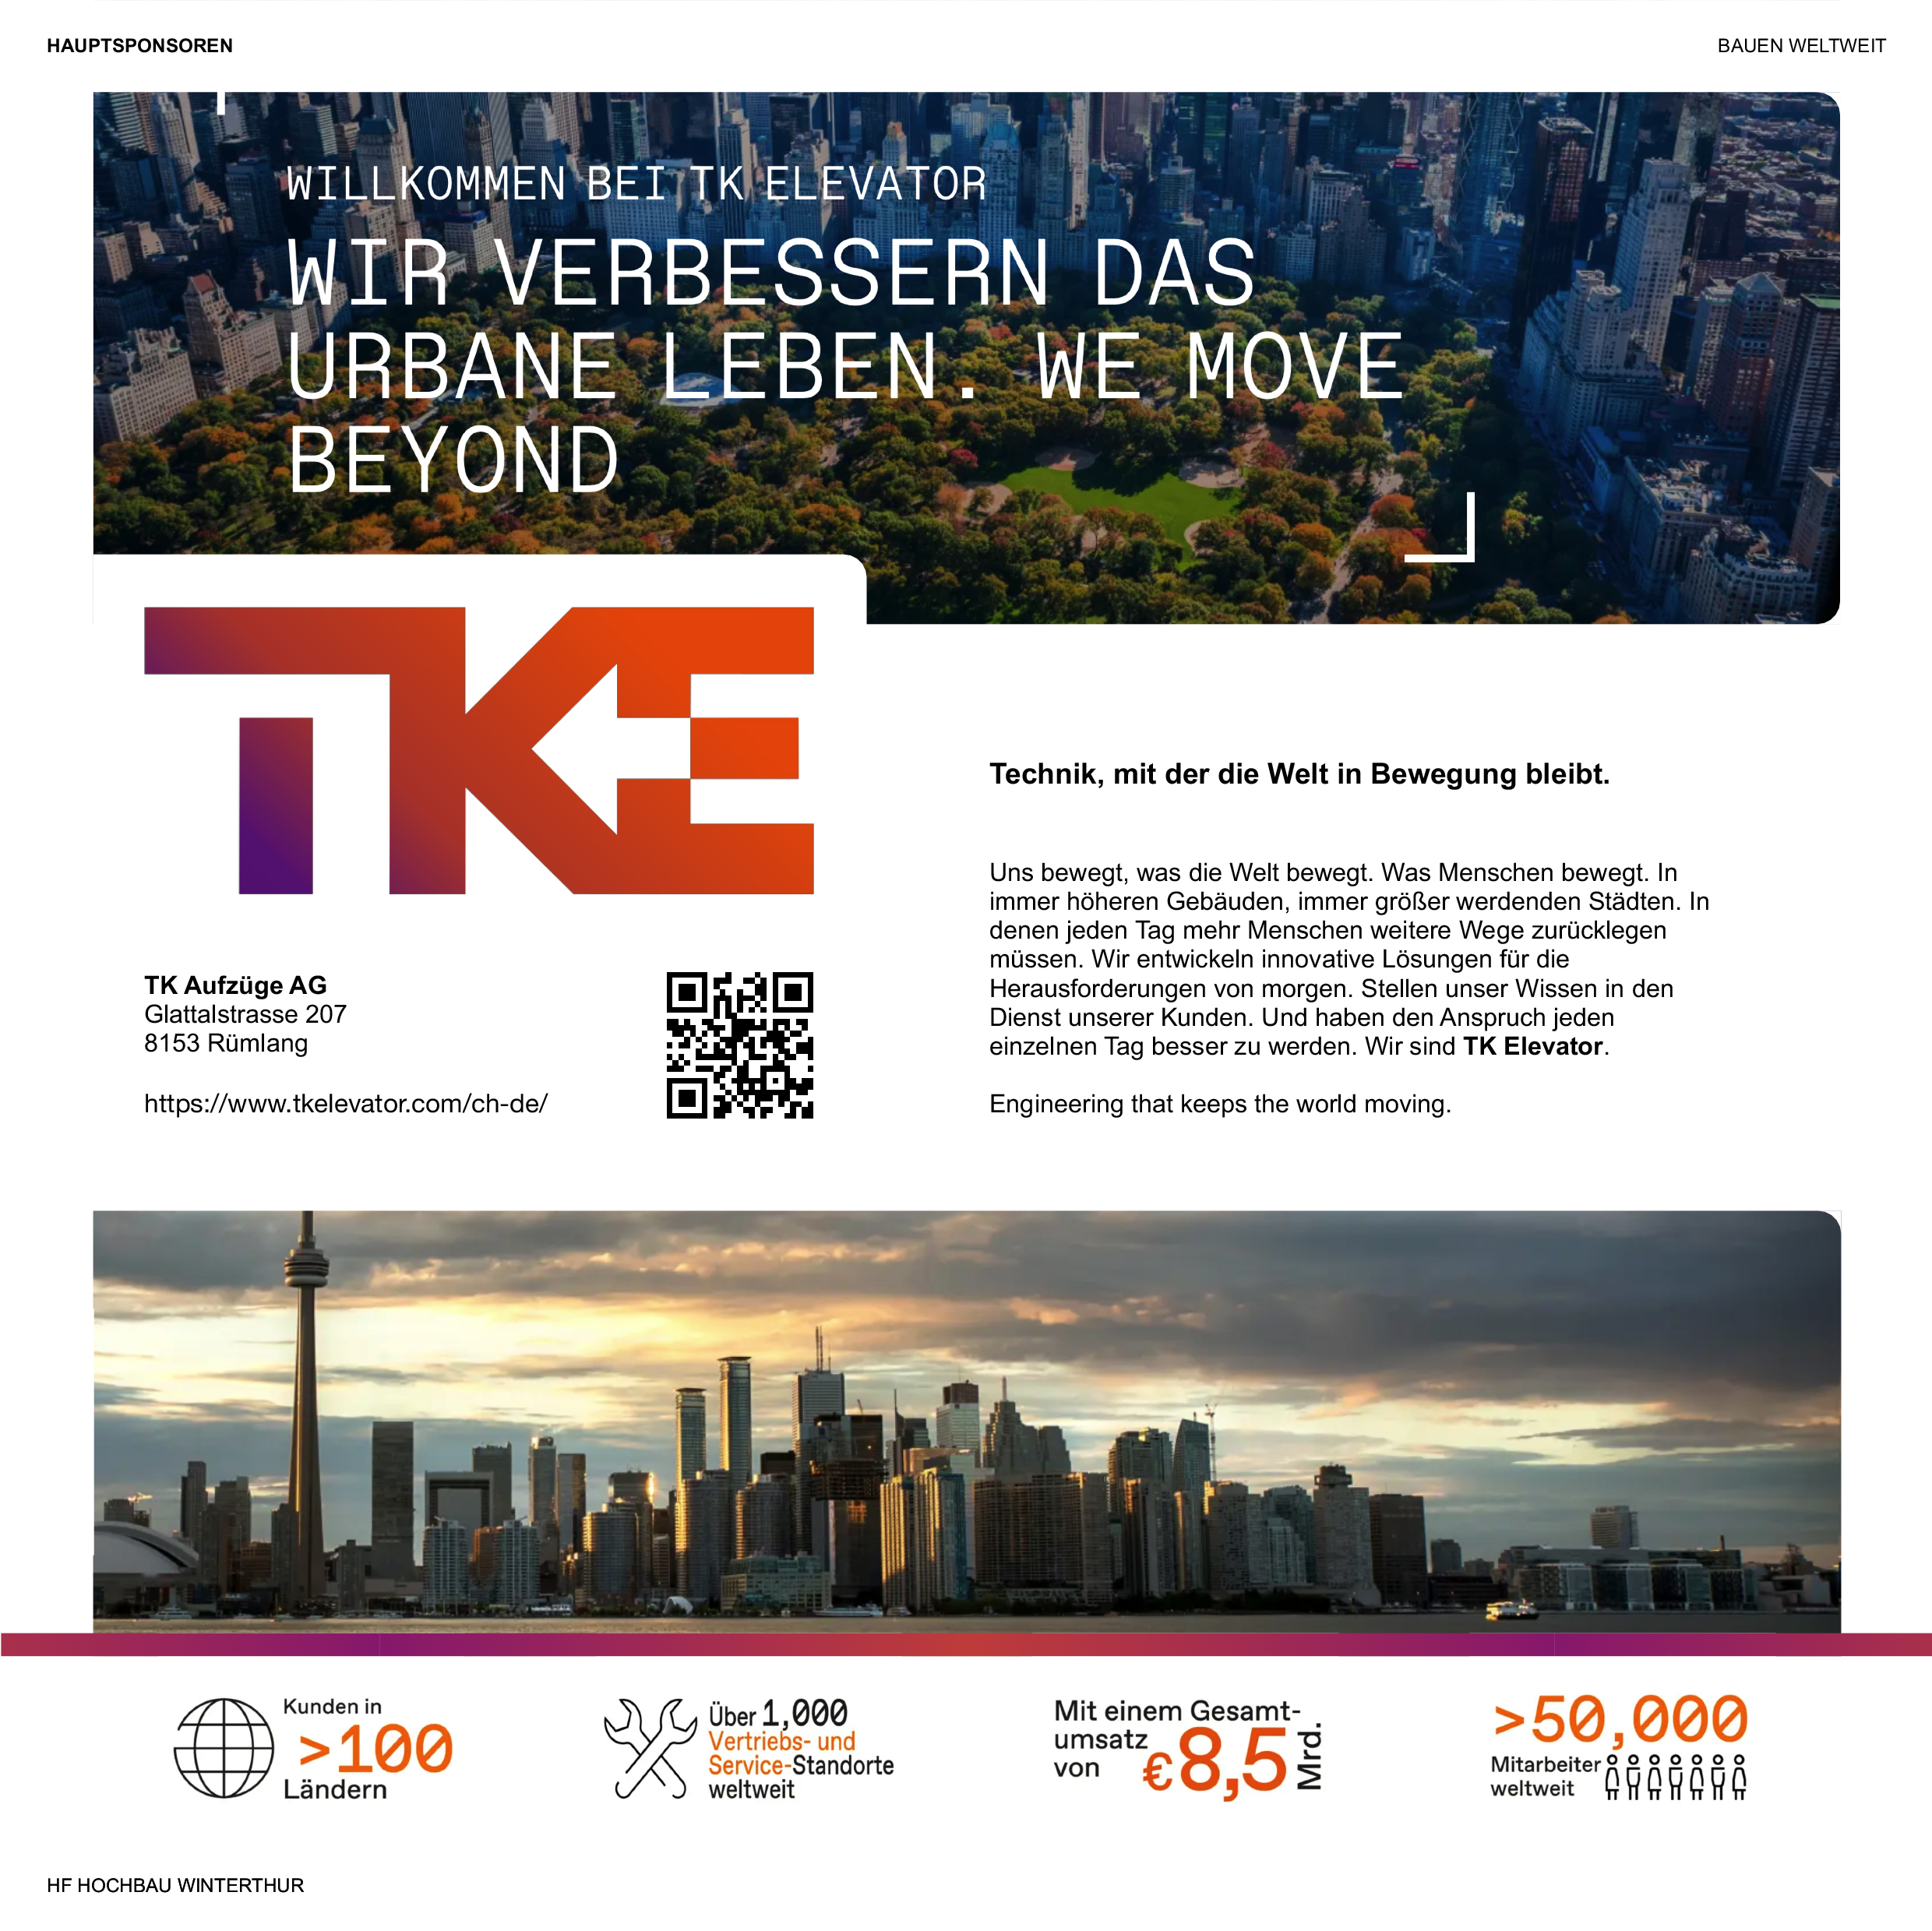 HAUPTSPONSOREN
BAUEN WELTWEIT
WILLKOMMEN BEI TK ELEVATOR
WIR VERBESSERN DAS
URBANE LEBEN. WE MOVE
BEYOND
TKE
Technik, mit der die Welt in Bewegung bleibt.
Uns bewegt, was die Welt bewegt. Was Menschen bewegt. In
immer höheren Gebäuden, immer größer werdenden Städten. In
denen jeden Tag mehr Menschen weitere Wege zurücklegen
müssen. Wir entwickeln innovative Lösungen für die
Herausforderungen von morgen. Stellen unser Wissen in den
Dienst unserer Kunden. Und haben den Anspruch jeden
einzelnen Tag besser zu werden. Wir sind TK Elevator.
Engineering that keeps the world moving.
TK Aufzüge AG
Glattalstrasse 207
8153 Rümlang
https://www.tkelevator.com/ch-de/
Kunden in
>100
Ländern
Über 1,000
Vertriebs- und
Service-Standorte
weltweit
Mit einem Gesamt-
umsatz
von €8,5 Mrd.
>50,000
Mitarbeiter
weltweit
HF HOCHBAU WINTERTHUR